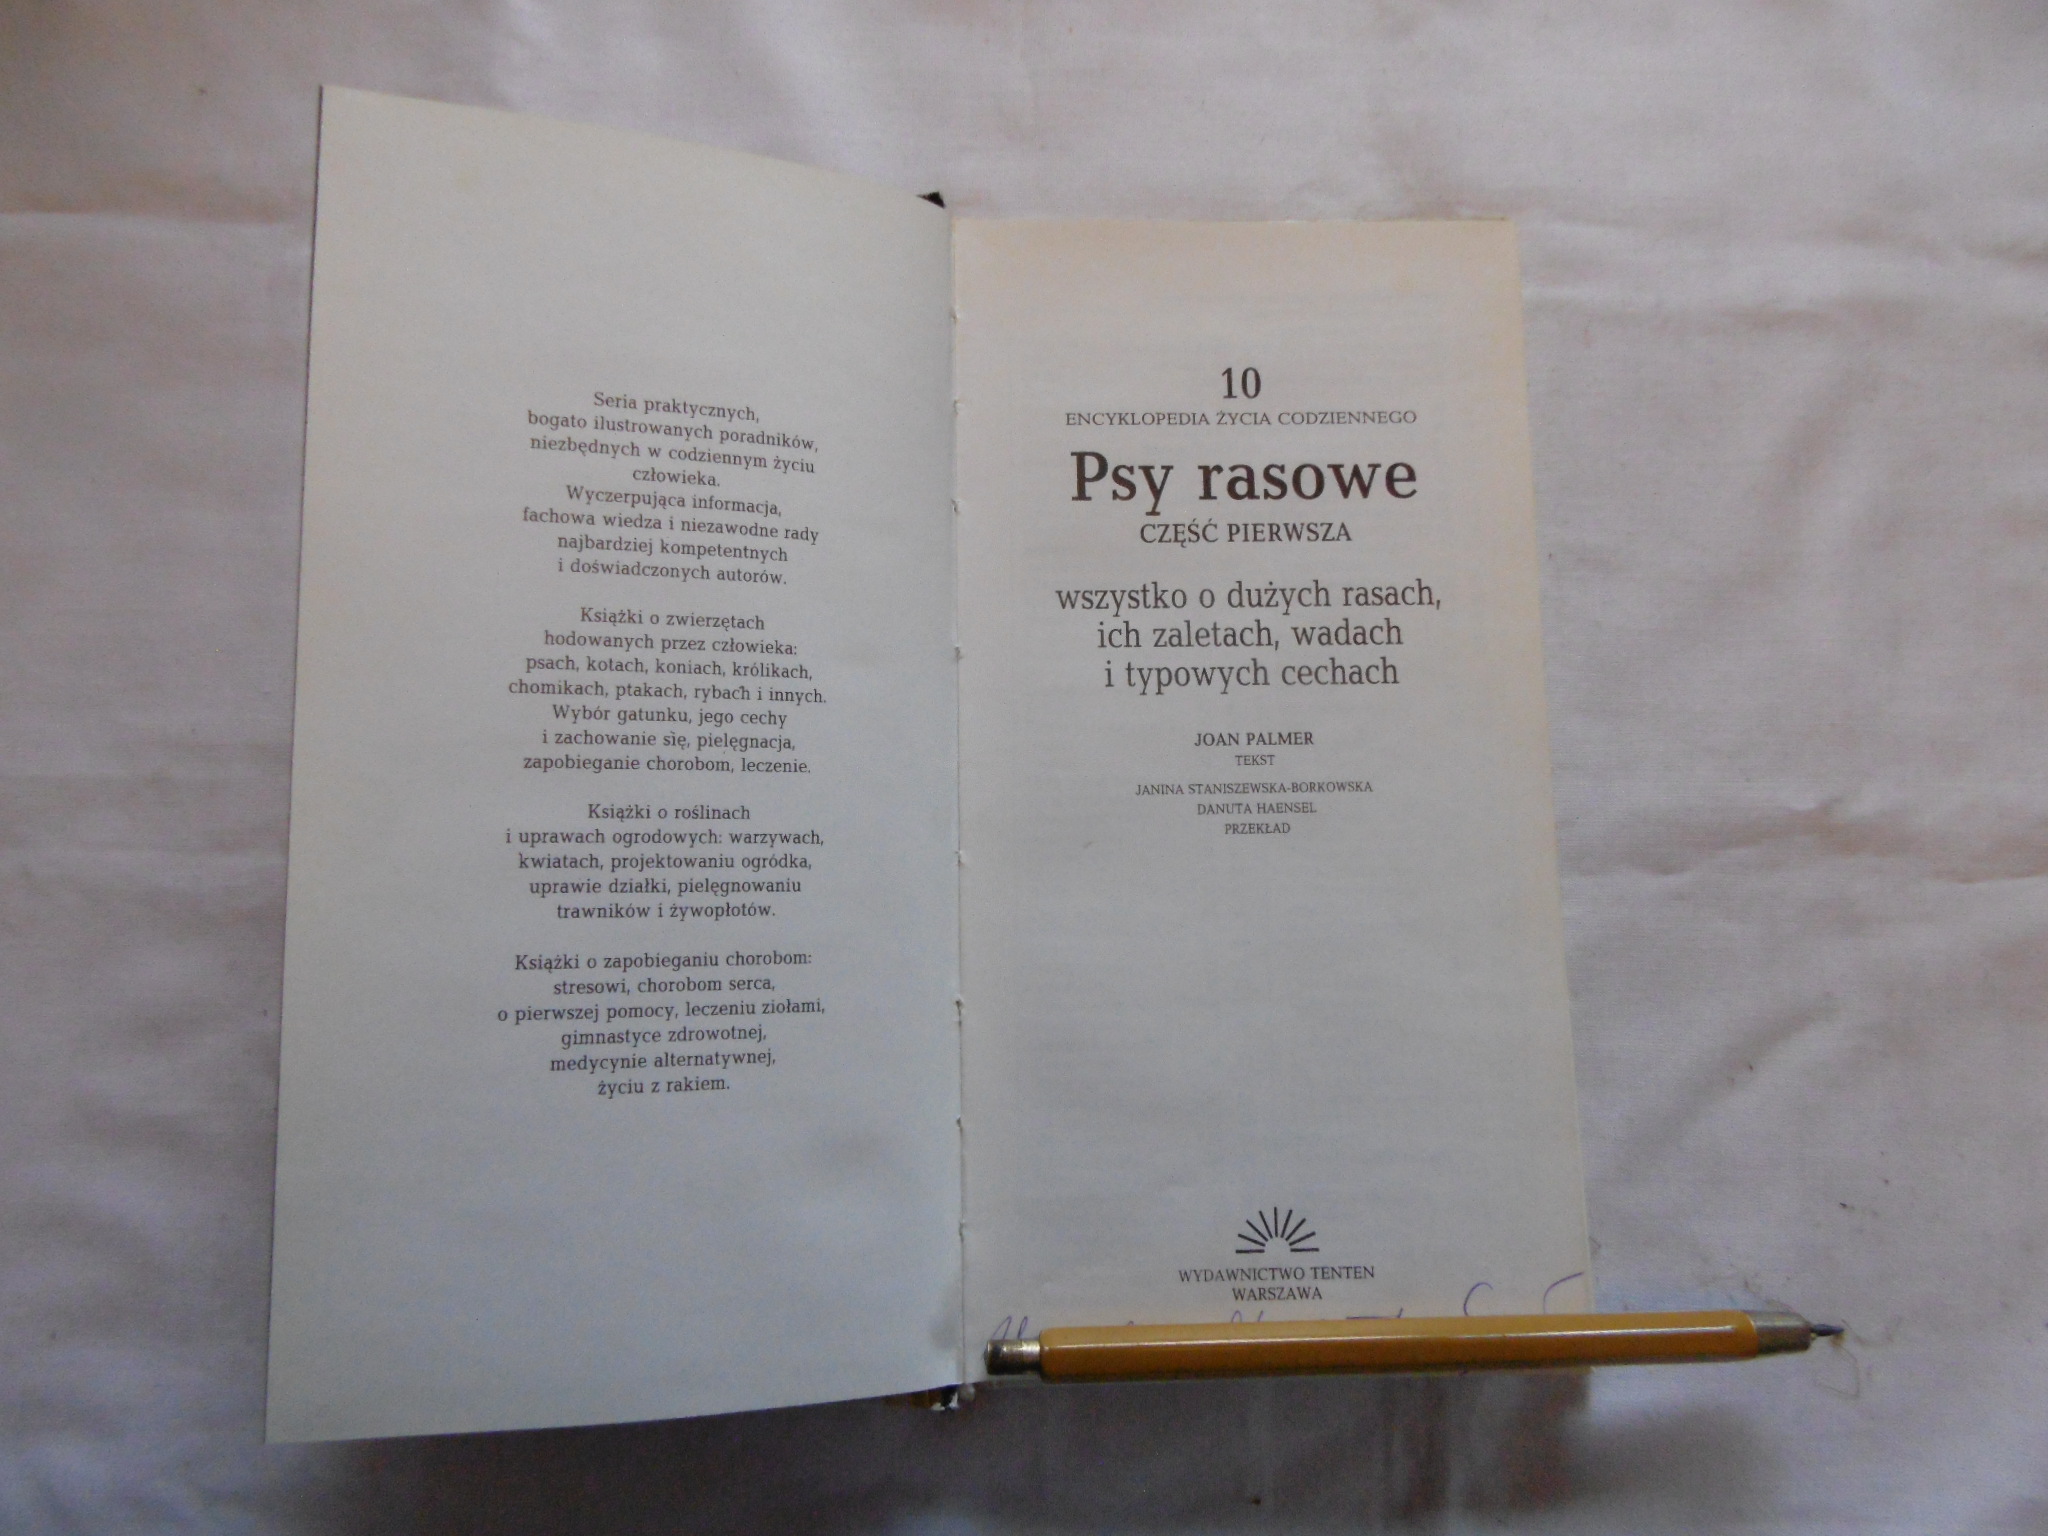 Seria praktycznych,
bogato ilustrowanych poradników,
niezbędnych w codziennym życiu
człowieka.
Wyczerpująca informacja,
fachowa wiedza i niezawodne rady
najbardziej kompetentnych
i doświadczonych autorów.
Książki o zwierzętach
hodowanych przez człowieka:
psach, kotach, koniach, królikach,
chomikach, ptakach, rybach i innych.
Wybór gatunku, jego cechy
i zachowanie się, pielęgnacja,
zapobieganie chorobom, leczenie.
Książki o roślinach
i uprawach ogrodowych: warzywach,
kwiatach, projektowaniu ogródka,
uprawie działki, pielęgnowaniu
trawników i żywopłotów.
Książki o zapobieganiu chorobom:
stresowi, chorobom serca,
o pierwszej pomocy, leczeniu ziołami,
gimnastyce zdrowotnej,
medycynie alternatywnej,
życiu z rakiem.
10
ENCYKLOPEDIA ŻYCIA CODZIENNEGO
Psy rasowe
CZĘŚĆ PIERWSZA
wszystko o dużych rasach,
ich zaletach, wadach
i typowych cechach
JOAN PALMER
TEKST
JANINA STANISZEWSKA-BORKOWSKA
DANUTA HAENSEL
PRZEKŁAD
WYDAWNICTWO TENTEN
WARSZAWA